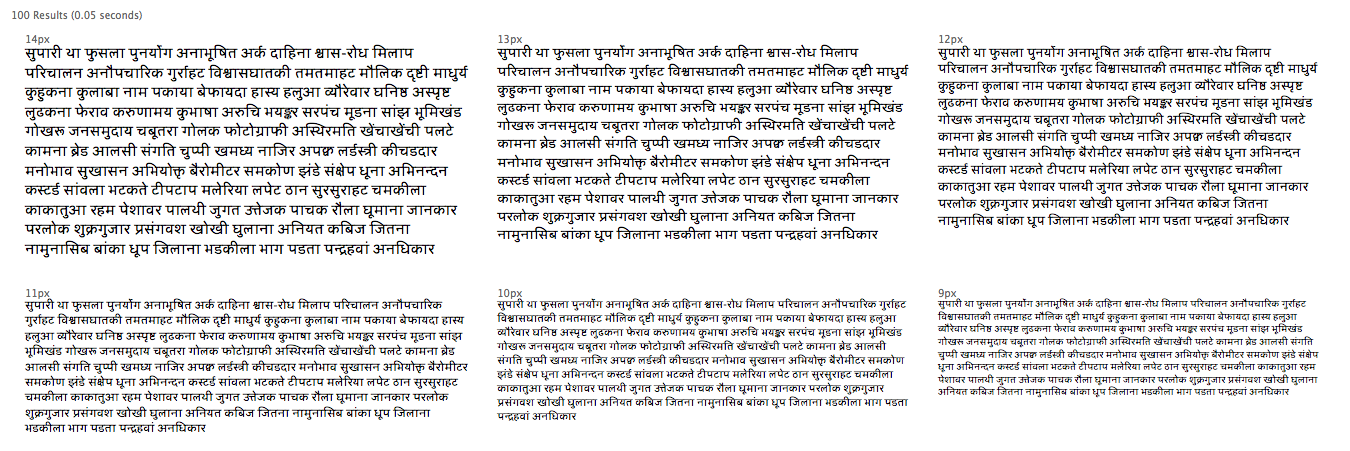 100 Results (0.05 seconds)
14px
सुपारी था फुसला पुनर्योग अनाभूषित अर्क दाहिना श्वास-रोध मिलाप
परिचालन अनौपचारिक गुर्राहट विश्वासघातकी तमतमाहट मौलिक दृष्टी माधुर्य
कुहुकना कुलाबा नाम पकाया बेफायदा हास्य हलुआ व्यौरेवार घनिष्ठ अस्पृष्ट
लुढकना फेराव करुणामय कुभाषा अरुचि भयङ्कर सरपंच मूडना सांझ भूमिखंड
गोखरू जनसमुदाय चबूतरा गोलक फोटोग्राफी अस्थिरमति खेंचाखेंची पलटे
कामना ब्रेड आलसी संगति चुप्पी खमध्य नाजिर अपक्व लर्डस्त्री कीचडदार
मनोभाव सुखासन अभियोक्तृ बैरोमीटर समकोण झंडे संक्षेप धूना अभिनन्दन
कस्टर्ड सांवला भटकते टीपटाप मलेरिया लपेट ठान सुरसुराहट चमकीला
काकातुआ रहम पेशावर पालथी जुगत उत्तेजक पाचक रौला घूमाना जानकार
परलोक शुक्रगुजार प्रसंगवश खोखी घुलाना अनियत कबिज जितना
नामुनासिब बांका धूप जिलाना भडकीला भाग पडता पन्द्रहवां अनधिकार
13px
सुपारी था फुसला पुनर्योग अनाभूषित अर्क दाहिना श्वास-रोध मिलाप
परिचालन अनौपचारिक गुर्राहट विश्वासघातकी तमतमाहट मौलिक दृष्टी माधुर्य
कुहुकना कुलाबा नाम पकाया बेफायदा हास्य हलुआ व्यौरेवार घनिष्ठ अस्पृष्ट
लुढकना फेराव करुणामय कुभाषा अरुचि भयङ्कर सरपंच मूडना सांझ भूमिखंड
गोखरू जनसमुदाय चबूतरा गोलक फोटोग्राफी अस्थिरमति खेंचाखेंची पलटे
कामना ब्रेड आलसी संगति चुप्पी खमध्य नाजिर अपक्व लर्डस्त्री कीचडदार
मनोभाव सुखासन अभियोक्तृ बैरोमीटर समकोण झंडे संक्षेप धूना अभिनन्दन
कस्टर्ड सांवला भटकते टीपटाप मलेरिया लपेट ठान सुरसुराहट चमकीला
काकातुआ रहम पेशावर पालथी जुगत उत्तेजक पाचक रौला घूमाना जानकार
परलोक शुक्रगुजार प्रसंगवश खोखी घुलाना अनियत कबिज जितना
नामुनासिब बांका धूप जिलाना भडकीला भाग पडता पन्द्रहवां अनधिकार
12px
सुपारी था फुसला पुनर्योग अनाभूषित अर्क दाहिना श्वास-रोध मिलाप
परिचालन अनौपचारिक गुर्राहट विश्वासघातकी तमतमाहट मौलिक दृष्टी माधुर्य
कुहुकना कुलाबा नाम पकाया बेफायदा हास्य हलुआ व्यौरेवार घनिष्ठ अस्पृष्ट
लुढकना फेराव करुणामय कुभाषा अरुचि भयङ्कर सरपंच मूडना सांझ भूमिखंड
गोखरू जनसमुदाय चबूतरा गोलक फोटोग्राफी अस्थिरमति खेंचाखेंची पलटे
कामना ब्रेड आलसी संगति चुप्पी खमध्य नाजिर अपक्व लर्डस्त्री कीचडदार
मनोभाव सुखासन अभियोक्तृ बैरोमीटर समकोण झंडे संक्षेप धूना अभिनन्दन
कस्टर्ड सांवला भटकते टीपटाप मलेरिया लपेट ठान सुरसुराहट चमकीला
काकातुआ रहम पेशावर पालथी जुगत उत्तेजक पाचक रौला घूमाना जानकार
परलोक शुक्रगुजार प्रसंगवश खोखी घुलाना अनियत कबिज जितना
नामुनासिब बांका धूप जिलाना भडकीला भाग पडता पन्द्रहवां अनधिकार
11px
सुपारी था फुसला पुनर्योग अनाभूषित अर्क दाहिना श्वास-रोध मिलाप परिचालन अनौपचारिक
गुर्राहट विश्वासघातकी तमतमाहट मौलिक दृष्टी माधुर्य कुहुकना कुलाबा नाम पकाया बेफायदा हास्य
हलुआ व्यौरेवार घनिष्ठ अस्पृष्ट लुढकना फेराव करुणामय कुभाषा अरुचि भयङ्कर सरपंच मूडना सांझ
भूमिखंड गोखरू जनसमुदाय चबूतरा गोलक फोटोग्राफी अस्थिरमति खेंचाखेंची पलटे कामना ब्रेड
आलसी संगति चुप्पी खमध्य नाजिर अपक्व लर्डस्त्री कीचडदार मनोभाव सुखासन अभियोक्तृ बैरोमीटर
समकोण झंडे संक्षेप धूना अभिनन्दन कस्टर्ड सांवला भटकते टीपटाप मलेरिया लपेट ठान सुरसुराहट
चमकीला काकातुआ रहम पेशावर पालथी जुगत उत्तेजक पाचक रौला घूमाना जानकार परलोक
शुक्रगुजार प्रसंगवश खोखी घुलाना अनियत कबिज जितना नामुनासिब बांका धूप जिलाना
भडकीला भाग पडता पन्द्रहवां अनधिकार
10px
सुपारी था फुसला पुनर्योग अनाभूषित अर्क दाहिना श्वास-रोध मिलाप परिचालन अनौपचारिक गुर्राहट
विश्वासघातकी तमतमाहट मौलिक दृष्टी माधुर्य कुहुकना कुलाबा नाम पकाया बेफायदा हास्य हलुआ
व्यौरेवार घनिष्ठ अस्पृष्ट लुढकना फेराव करुणामय कुभाषा अरुचि भयङ्कर सरपंच मूडना सांझ भूमिखंड
गोखरू जनसमुदाय चबूतरा गोलक फोटोग्राफी अस्थिरमति खेंचाखेंची पलटे कामना ब्रेड आलसी
संगति चुप्पी खमध्य नाजिर अपक्व लर्डस्त्री कीचडदार मनोभाव सुखासन अभियोक्तृ बैरोमीटर समकोण
झंडे संक्षेप धूना अभिनन्दन कस्टर्ड सांवला भटकते टीपटाप मलेरिया लपेट ठान सुरसुराहट चमकीला
काकातुआ रहम पेशावर पालथी जुगत उत्तेजक पाचक रौला घूमाना जानकार परलोक शुक्रगुजार
प्रसंगवश खोखी घुलाना अनियत कबिज जितना नामुनासिब बांका धूप जिलाना भडकीला भाग पडता
पन्द्रहवां अनधिकार
9px
सुपारी था फुसला पुनर्योग अनाभूषित अर्क दाहिना श्वास-रोध मिलाप परिचालन अनौपचारिक गुर्राहट
विश्वासघातकी तमतमाहट मौलिक दृष्टी माधुर्य कुहुकना कुलाबा नाम पकाया बेफायदा हास्य हलुआ
व्यौरेवार घनिष्ठ अस्पृष्ट लुढकना फेराव करुणामय कुभाषा अरुचि भयङ्कर सरपंच मूडना सांझ भूमिखंड
गोखरू जनसमुदाय चबूतरा गोलक फोटोग्राफी अस्थिरमति खेंचाखेंची पलटे कामना ब्रेड आलसी संगति
चुप्पी खमध्य नाजिर अपक्व लर्डस्त्री कीचडदार मनोभाव सुखासन अभियोक्तृ बैरोमीटर समकोण झंडे संक्षेप
धूना अभिनन्दन कस्टर्ड सांवला भटकते टीपटाप मलेरिया लपेट ठान सुरसुराहट चमकीला काकातुआ रहम
पेशावर पालथी जुगत उत्तेजक पाचक रौला घूमाना जानकार परलोक शुक्रगुजार प्रसंगवश खोखी घुलाना
अनियत कबिज जितना नामुनासिब बांका धूप जिलाना भडकीला भाग पडता पन्द्रहवां अनधिकार